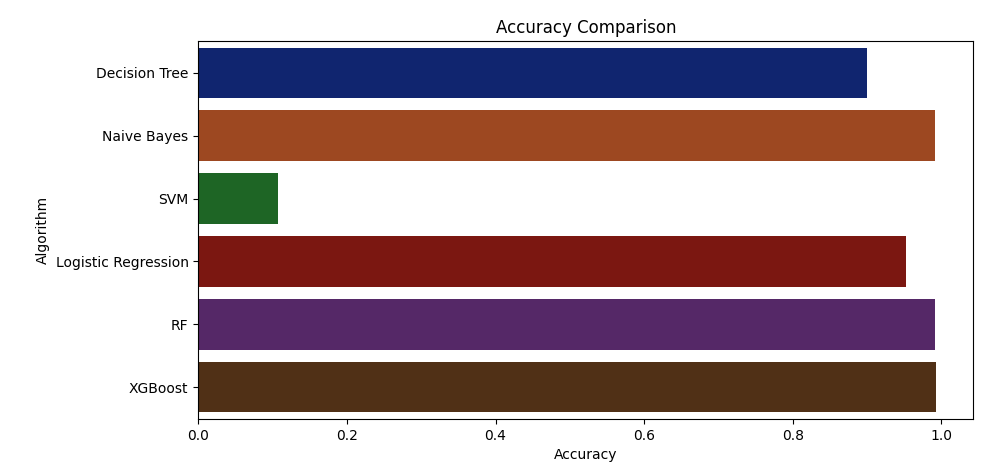 Accuracy Comparison
Algorithm
Decision Tree
Naive Bayes
SVM
Logistic Regression
RF
XGBoost
0.0 0.2 0.4 0.6 0.8 1.0
Accuracy